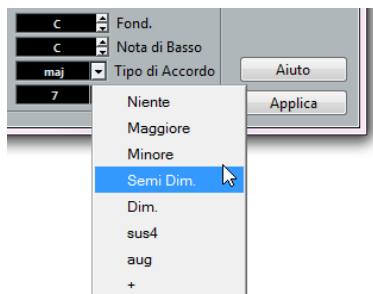 C Fond.
C Nota di Basso
maj Tipo di Accordo Aiuto
7 Applica
Niente
Maggiore
Minore
Semi Dim.
Dim.
sus4
aug
+